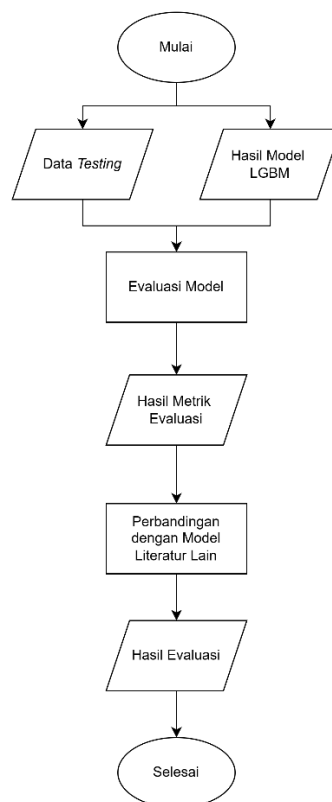 Mulai
Data Testing
Hasil Model
LGBM
Evaluasi Model
Hasil Metrik
Evaluasi
Perbandingan
dengan Model
Literatur Lain
Hasil Evaluasi
Selesai